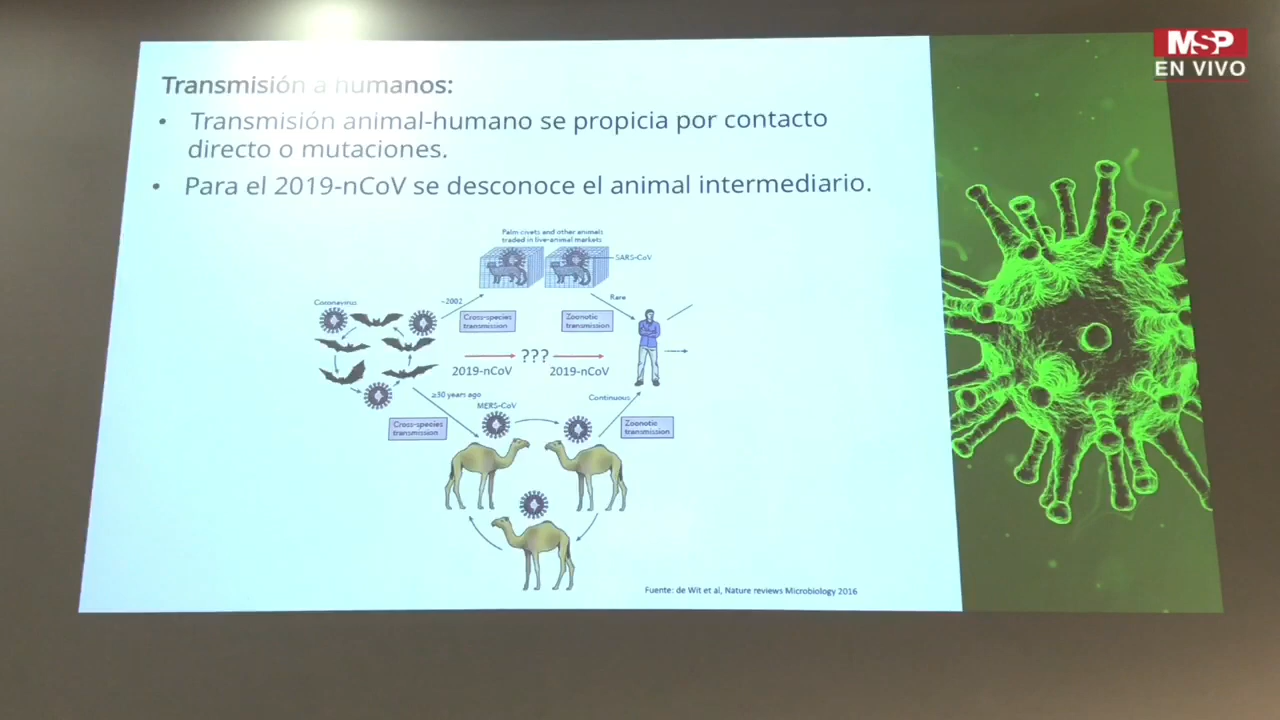 MSP
EN VIVO
Transmisión a humanos:
• Transmisión animal-humano se propicia por contacto
directo o mutaciones.
• Para el 2019-nCoV se desconoce el animal intermediario.
Palm civets and other animals
traded in live-animal markets
SARS-CoV
Coronavirus
~2002
Rare
Cross-species
transmission
Zoonotic
transmission
???
2019-nCoV
2019-nCoV
≥30 years ago
MERS-CoV
Continuous
Cross-species
transmission
Zoonotic
transmission
Fuente: de Wit et al, Nature reviews Microbiology 2016